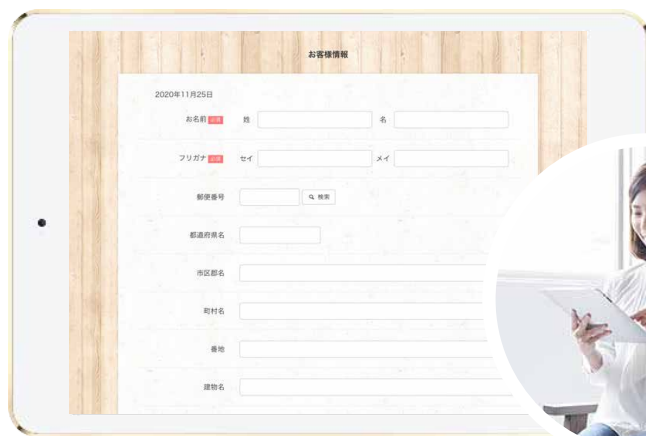 お客様情報
2020年11月25日
お名前 必須 姓 名
フリガナ 必須 セイ メイ
郵便番号 検索
都道府県名
市区郡名
町村名
番地
建物名